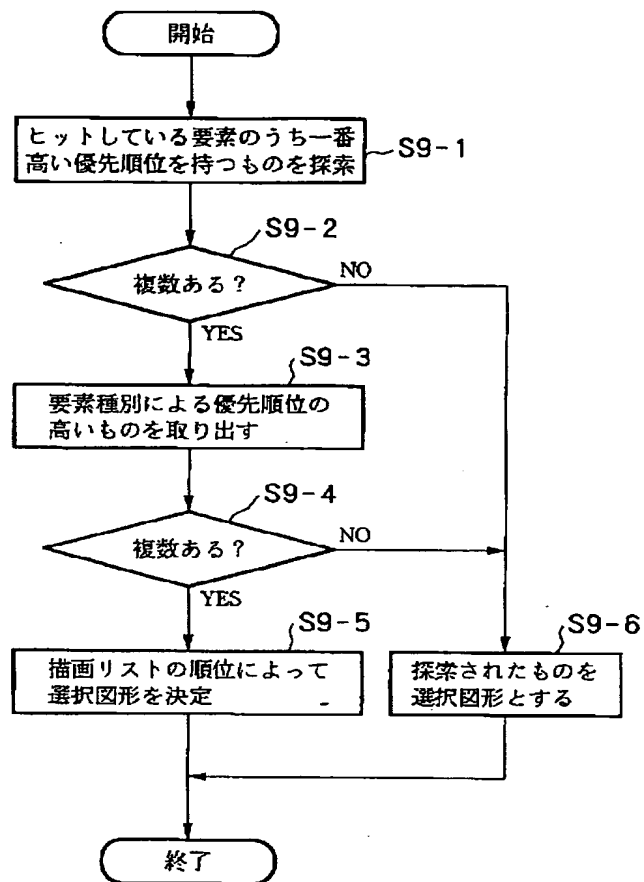 開始
ヒットしている要素のうち一番
高い優先順位を持つものを探索
S9-1
S9-2
複数ある?
NO
YES
S9-3
要素種別による優先順位の
高いものを取り出す
S9-4
複数ある?
NO
YES
S9-5
描画リストの順位によって
選択図形を決定
S9-6
探索されたものを
選択図形とする
終了